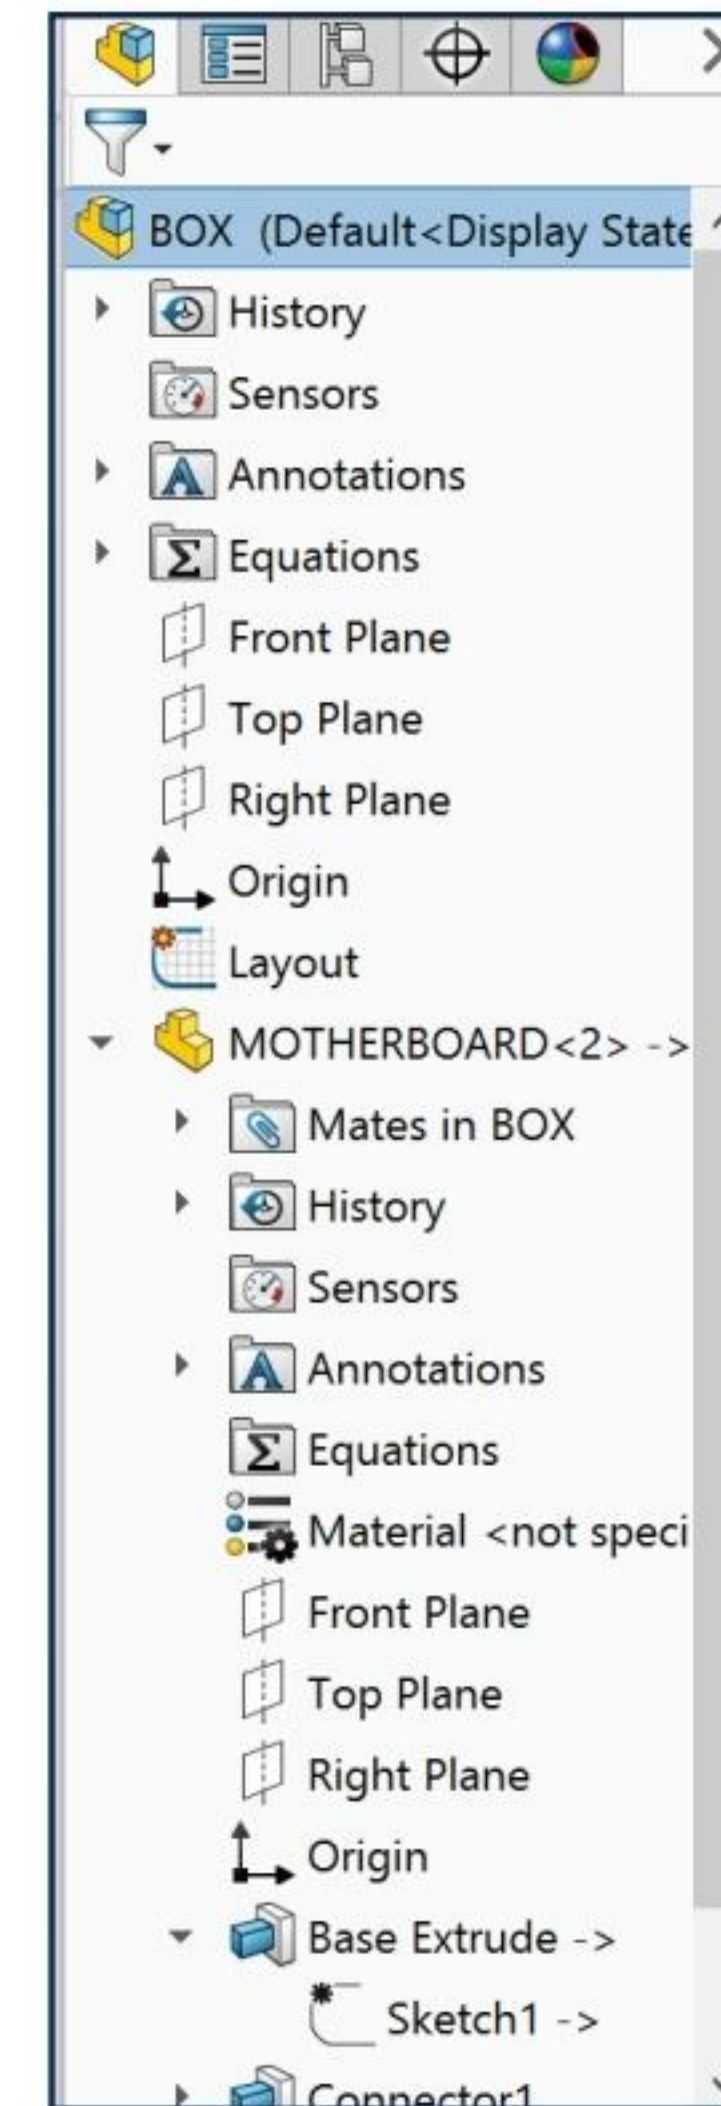 BOX (Default<Display State
History
Sensors
Annotations
Equations
Front Plane
Top Plane
Right Plane
Origin
Layout
MOTHERBOARD<2> ->
Mates in BOX
History
Sensors
Annotations
Equations
Material <not speci
Front Plane
Top Plane
Right Plane
Origin
Base Extrude ->
Sketch1 ->
Connector1